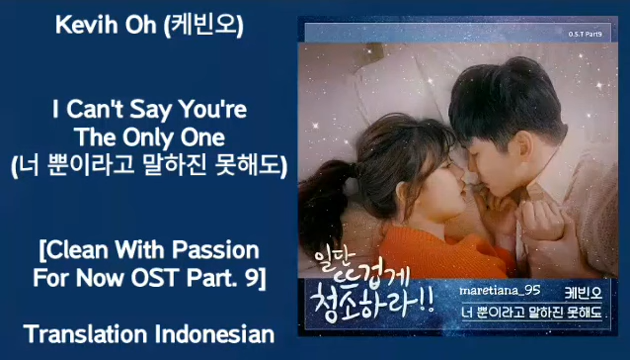 Kevih Oh (케빈오)
I Can't Say You're
The Only One
(너 뿐이라고 말하진 못해도)
[Clean With Passion
For Now OST Part. 9]
Translation Indonesian
O.S.T Part9
일단
뜨겁게
청소하라!!
maretiana_95
케빈오
너 뿐이라고 말하진 못해도